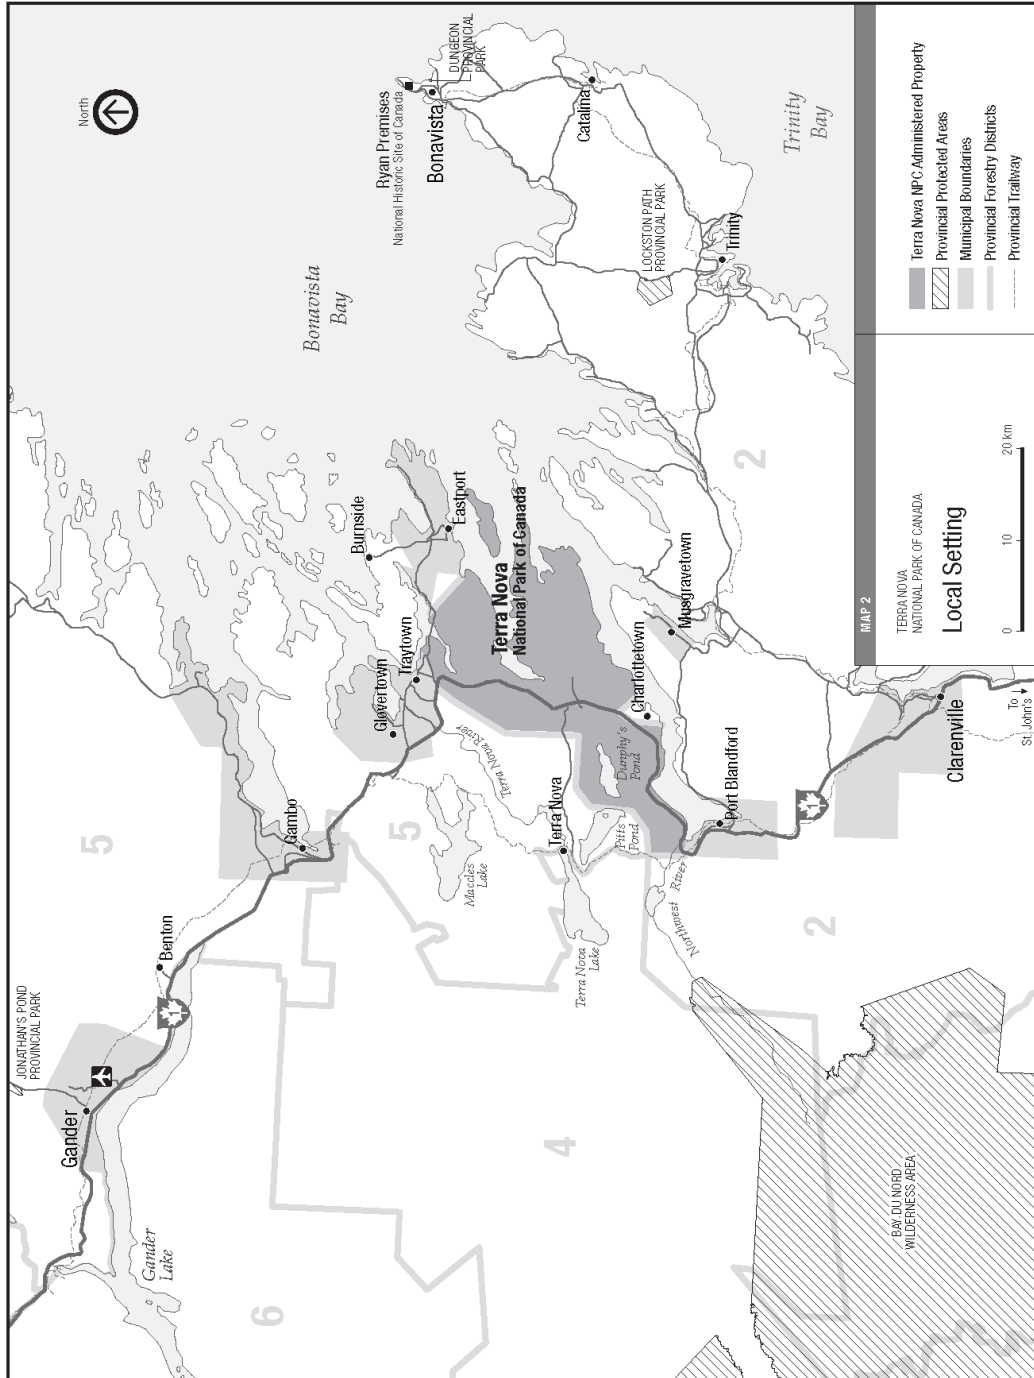 North
DUNGEON
PROVINCIAL
PARK
Ryan Premises
National Historic Site of Canada
Bonavista
Catalina
Trinity
Bay
Bonavista
Bay
LOCKSTON PATH
PROVINCIAL PARK
Trinity
Burnside
Eastport
Terra Nova
National Park of Canada
Glovertown
Traytown
Charlottetown
Musgravetown
2
Terra Nova River
Dunphy's
Pond
Pitts
Pond
Port Blandford
1
Clarenville
To
St. John's
5
Gambo
5
Maccles
Lake
Terra Nova
Terra Nova
Lake
Northwest River
2
Benton
1
JONATHAN'S POND
PROVINCIAL PARK
Gander
Gander
Lake
4
6
BAY DU NORD
WILDERNESS AREA
MAP 2
TERRA NOVA
NATIONAL PARK OF CANADA
Local Setting
0 10 20 km
Terra Nova NPC Administered Property
Provincial Protected Areas
Municipal Boundaries
Provincial Forestry Districts
Provincial Trailway